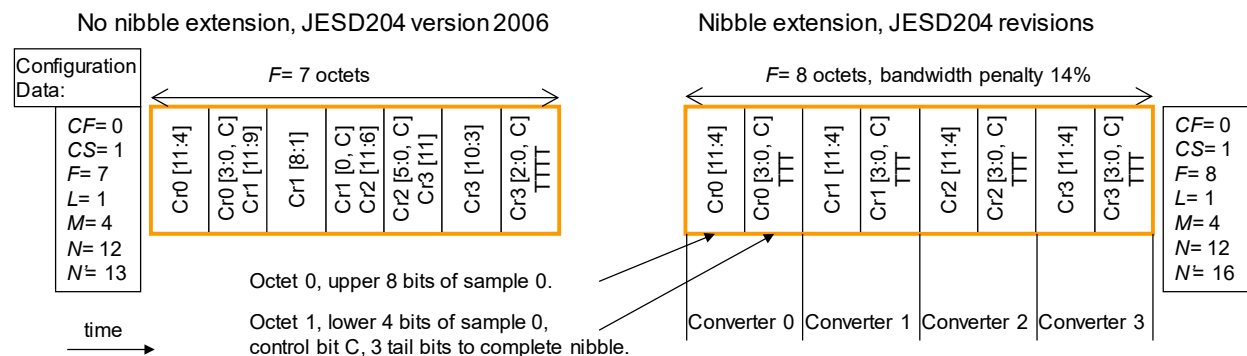 No nibble extension, JESD204 version 2006
Configuration
Data:
CF= 0
CS= 1
F= 7
L= 1
M= 4
N= 12
N'= 13
F= 7 octets
Cr0 [11:4]
Cr0 [3:0, C]
Cr1 [11:9]
Cr1 [8:1]
Cr1 [0, C]
Cr2 [11:6]
Cr2 [5:0, C]
Cr3 [11]
Cr3 [10:3]
Cr3 [2:0, C]
TTTT
time
Octet 0, upper 8 bits of sample 0.
Octet 1, lower 4 bits of sample 0,
control bit C, 3 tail bits to complete nibble.
Nibble extension, JESD204 revisions
F= 8 octets, bandwidth penalty 14%
Cr0 [11:4]
Cr0 [3:0, C]
TTT
Cr1 [11:4]
Cr1 [3:0, C]
TTT
Cr2 [11:4]
Cr2 [3:0, C]
TTT
Cr3 [11:4]
Cr3 [3:0, C]
TTT
Converter 0
Converter 1
Converter 2
Converter 3
CF= 0
CS= 1
F= 8
L= 1
M= 4
N= 12
N'= 16